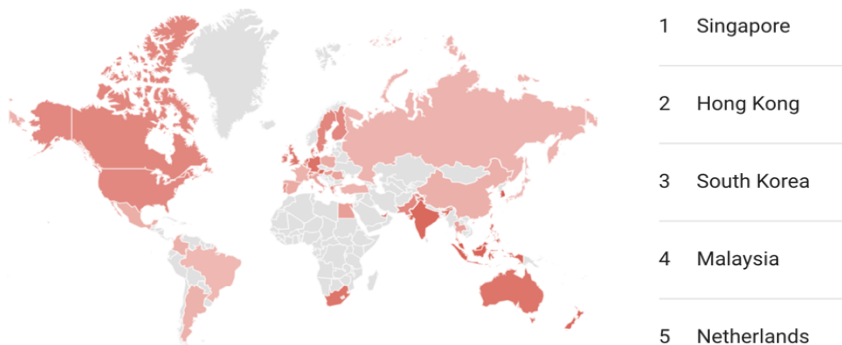 1 Singapore
2 Hong Kong
3 South Korea
4 Malaysia
5 Netherlands